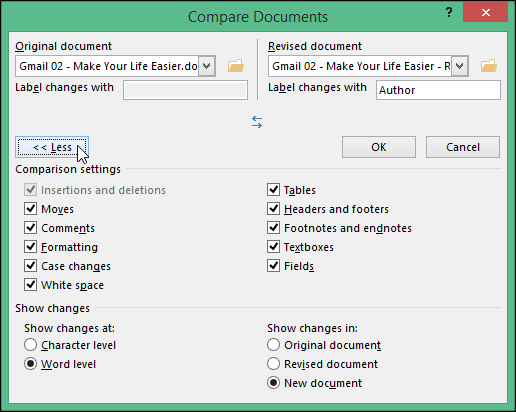 Compare Documents ?
Original document Revised document
Gmail 02 - Make Your Life Easier.do Gmail 02 - Make Your Life Easier - R
Label changes with Label changes with Author
<< Less OK Cancel
Comparison settings
Insertions and deletions Tables
Moves Headers and footers
Comments Footnotes and endnotes
Formatting Textboxes
Case changes Fields
White space
Show changes
Show changes at: Show changes in:
Character level Original document
Word level Revised document
New document